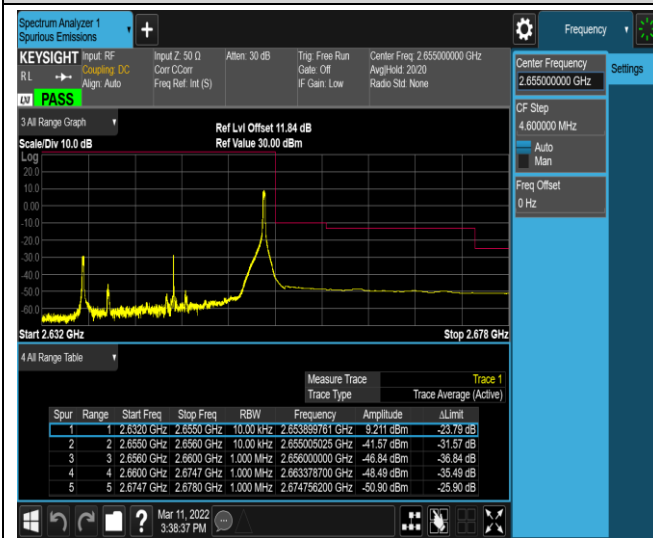 Spectrum Analyzer 1
Spurious Emissions
+
Frequency
KEYSIGHT
R L
LXI PASS
Input: RF
Coupling: DC
Align: Auto
Input Z: 50 Ω
Corr CCorr
Freq Ref: Int (S)
Atten: 30 dB
Trig: Free Run
Gate: Off
IF Gain: Low
Center Freq: 2.655000000 GHz
Avg|Hold: 20/20
Radio Std: None
Center Frequency
2.655000000 GHz
Settings
CF Step
4.600000 MHz
Auto
Man
Freq Offset
0 Hz
3 All Range Graph
Scale/Div 10.0 dB
Ref Lvl Offset 11.84 dB
Ref Value 30.00 dBm
Log
20.0
10.0
0.00
-10.0
-20.0
-30.0
-40.0
-50.0
-60.0
Start 2.632 GHz
Stop 2.678 GHz
4 All Range Table
Measure Trace Trace 1
Trace Type Trace Average (Active)
Spur Range Start Freq Stop Freq RBW Frequency Amplitude ΔLimit
1 1 2.6320 GHz 2.6550 GHz 10.00 kHz 2.653899761 GHz 9.211 dBm -23.79 dB
2 2 2.6550 GHz 2.6560 GHz 10.00 kHz 2.655005025 GHz -41.57 dBm -31.57 dB
3 3 2.6560 GHz 2.6600 GHz 1.000 MHz 2.656000000 GHz -46.84 dBm -36.84 dB
4 4 2.6600 GHz 2.6747 GHz 1.000 MHz 2.663378700 GHz -48.49 dBm -35.49 dB
5 5 2.6747 GHz 2.6780 GHz 1.000 MHz 2.674756200 GHz -50.90 dBm -25.90 dB
?
Mar 11, 2022
3:38:37 PM